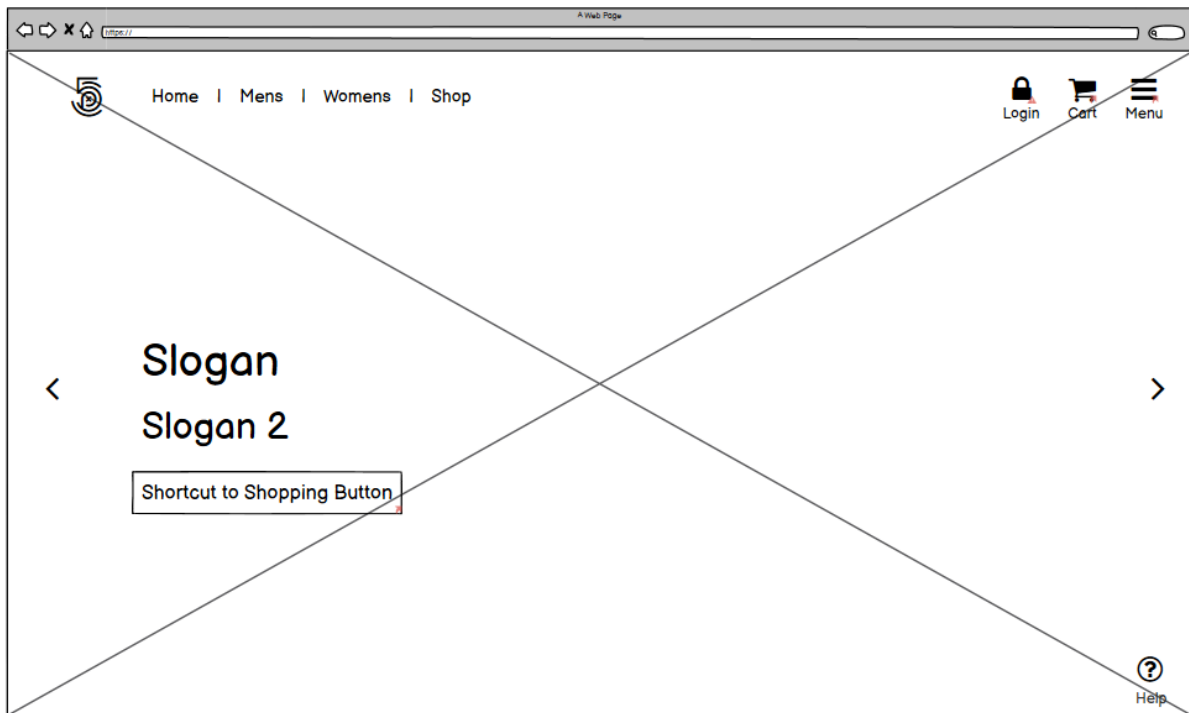 A Web Page
https://
Home | Mens | Womens | Shop
Login Cart Menu
Slogan
Slogan 2
Shortcut to Shopping Button
Help